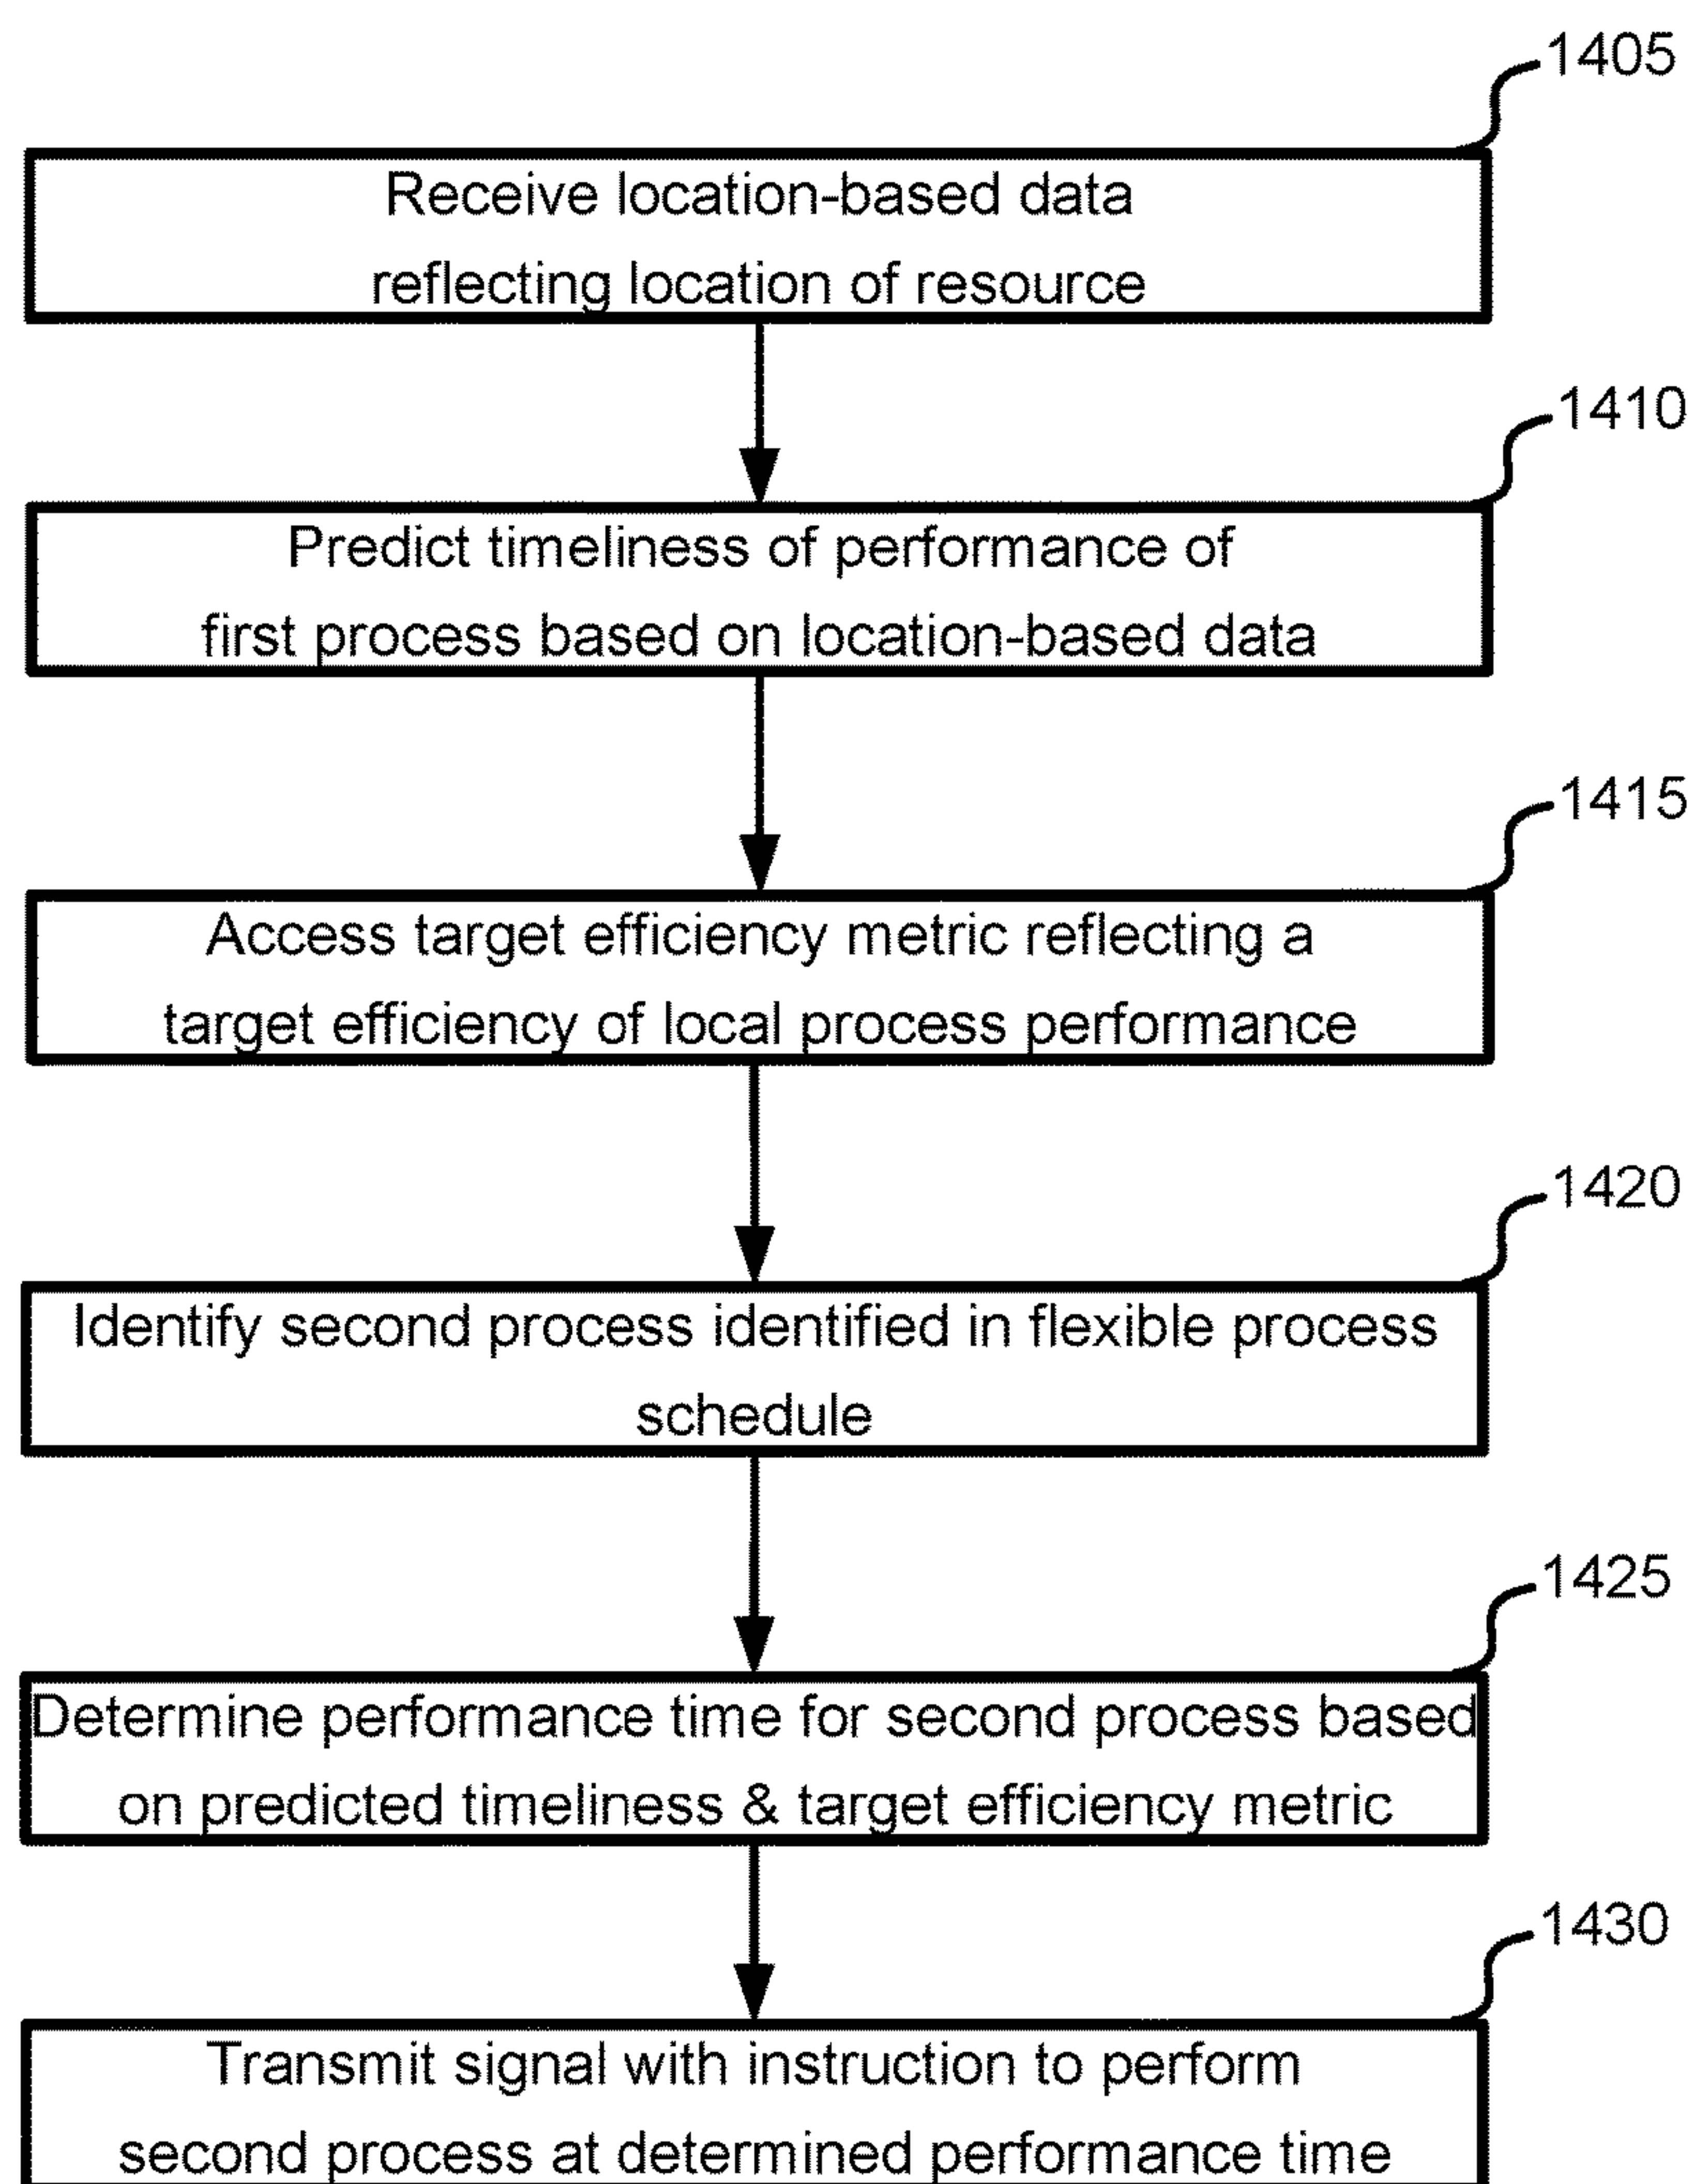 1405
Receive location-based data
reflecting location of resource
1410
Predict timeliness of performance of
first process based on location-based data
1415
Access target efficiency metric reflecting a
target efficiency of local process performance
1420
Identify second process identified in flexible process
schedule
1425
Determine performance time for second process based
on predicted timeliness & target efficiency metric
1430
Transmit signal with instruction to perform
second process at determined performance time